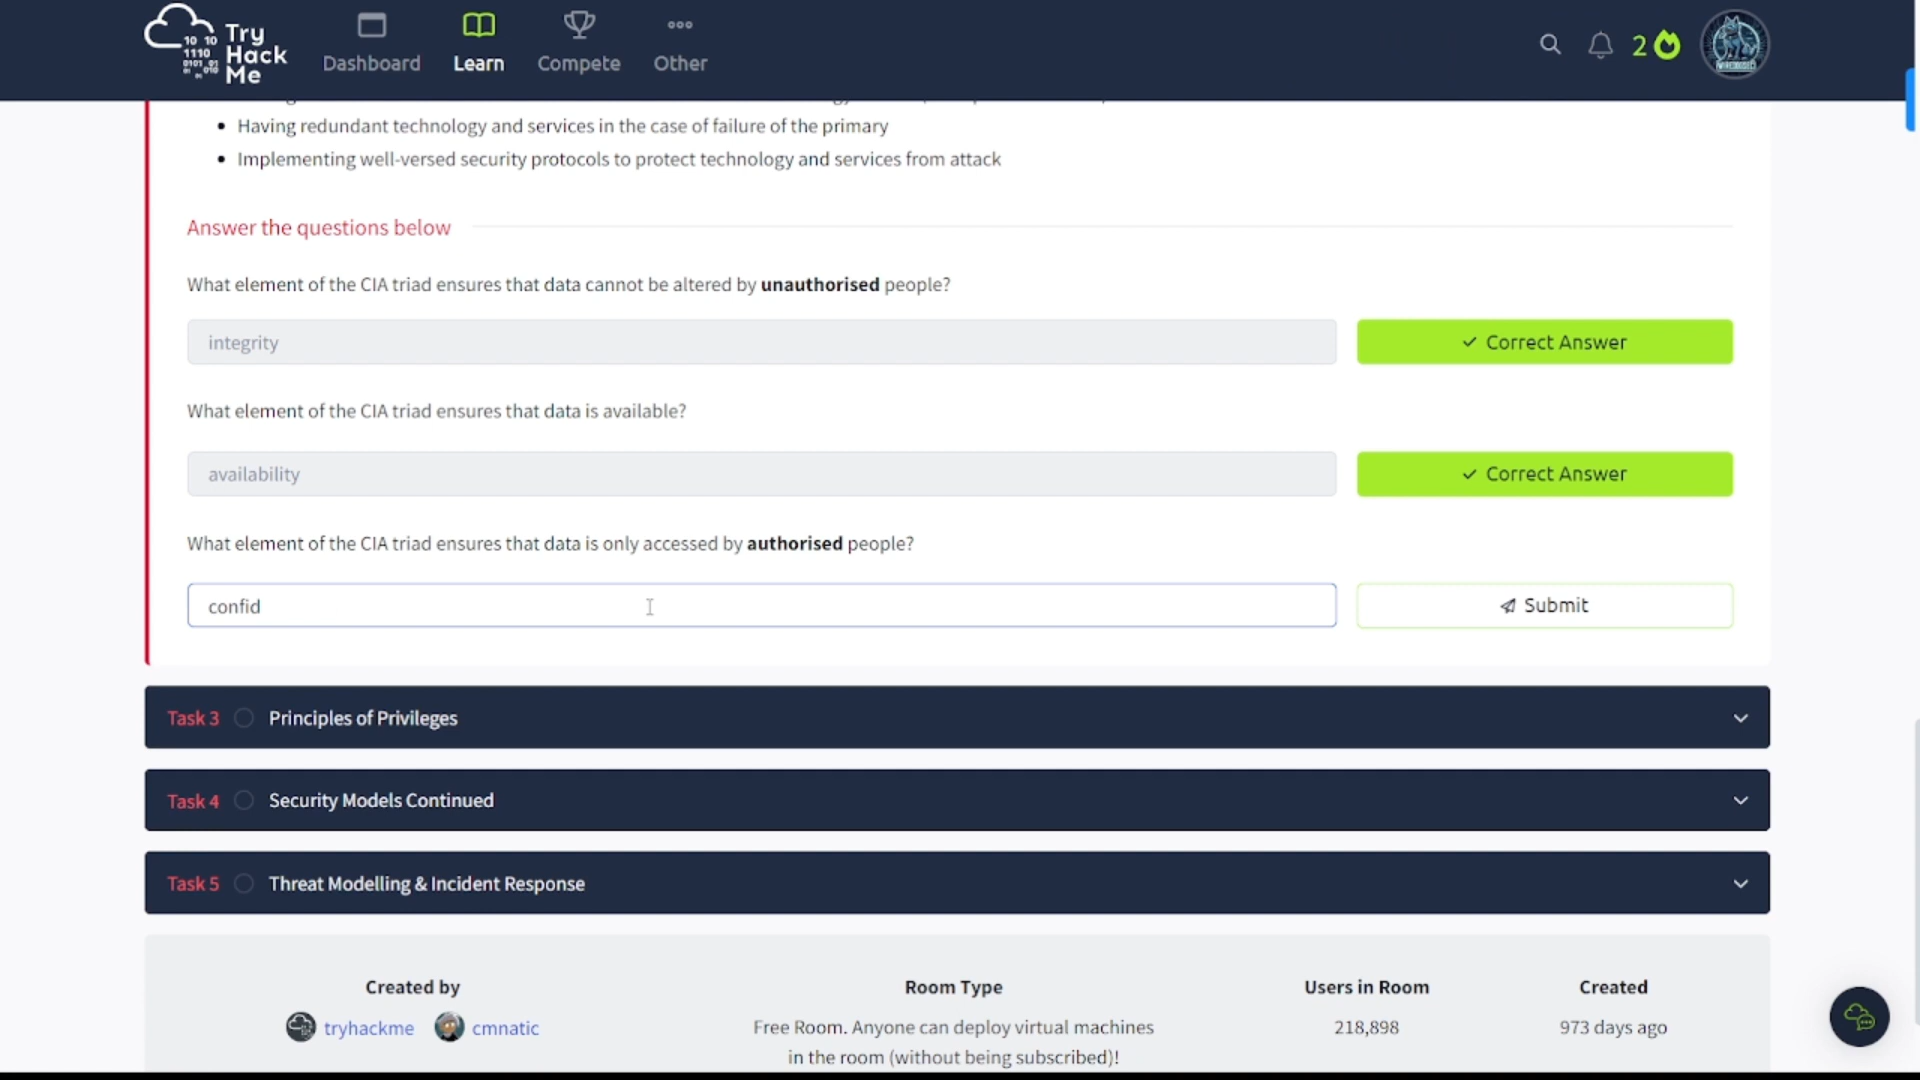 Try
Hack
Me
Dashboard
Learn
Compete
Other
2
Having redundant technology and services in the case of failure of the primary
Implementing well-versed security protocols to protect technology and services from attack
Answer the questions below
What element of the CIA triad ensures that data cannot be altered by unauthorised people?
integrity
Correct Answer
What element of the CIA triad ensures that data is available?
availability
Correct Answer
What element of the CIA triad ensures that data is only accessed by authorised people?
confid
Submit
Task 3 Principles of Privileges
Task 4 Security Models Continued
Task 5 Threat Modelling & Incident Response
Created by
tryhackme cmnatic
Room Type
Free Room. Anyone can deploy virtual machines
in the room (without being subscribed)!
Users in Room
218,898
Created
973 days ago